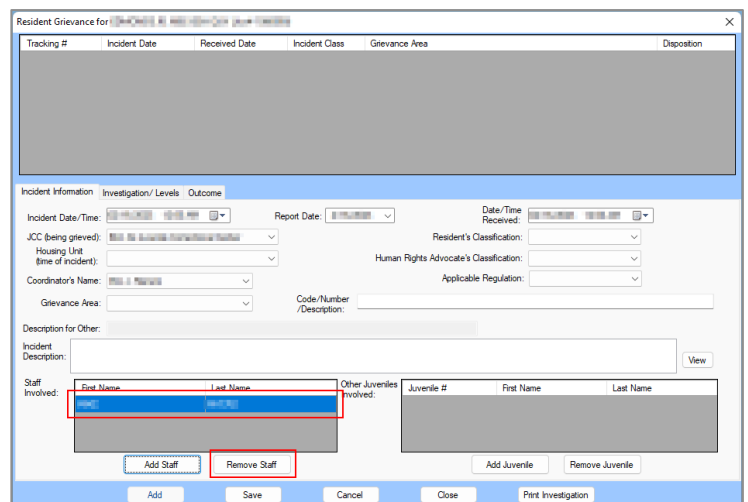 Resident Grievance for
Tracking # Incident Date Received Date Incident Class Grievance Area Disposition
Incident Information Investigation/ Levels Outcome
Incident Date/Time: Report Date: Date/Time Received:
JCC (being grieved): Resident's Classification:
Housing Unit (time of incident): Human Rights Advocate's Classification:
Coordinator's Name: Applicable Regulation:
Grievance Area: Code/Number /Description:
Description for Other:
Incident Description: View
Staff Involved: First Name Last Name Other Juveniles Involved: Juvenile # First Name Last Name
Add Staff Remove Staff Add Juvenile Remove Juvenile
Add Save Cancel Close Print Investigation